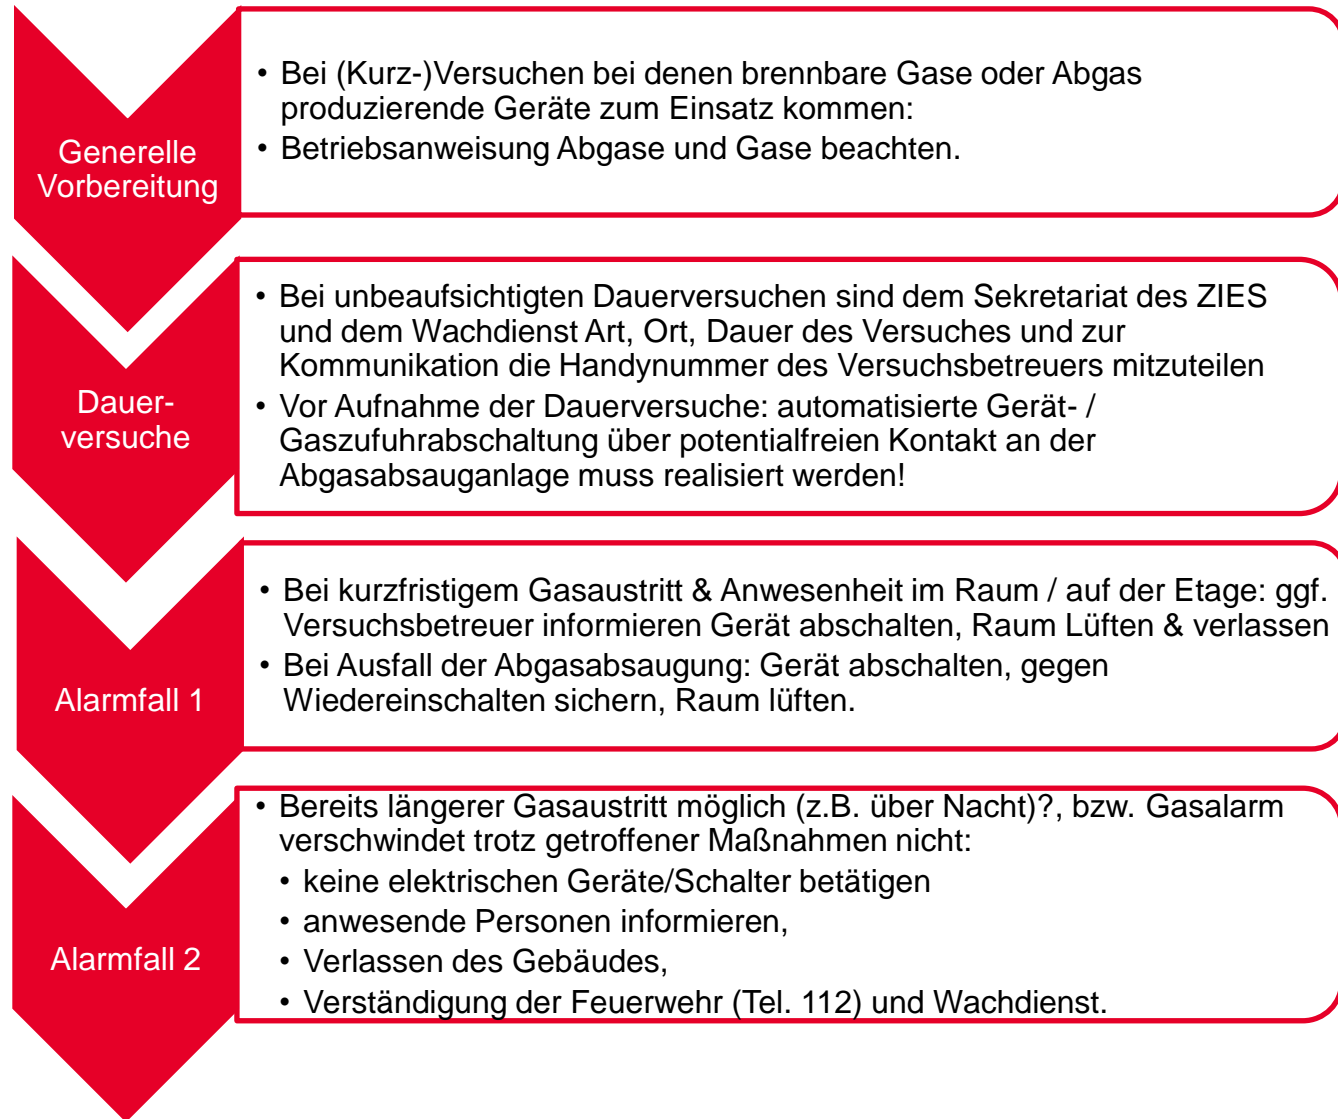 Generelle
Vorbereitung
• Bei (Kurz-)Versuchen bei denen brennbare Gase oder Abgas
produzierende Geräte zum Einsatz kommen:
• Betriebsanweisung Abgase und Gase beachten.
Dauer-
versuche
• Bei unbeaufsichtigten Dauerversuchen sind dem Sekretariat des ZIES
und dem Wachdienst Art, Ort, Dauer des Versuches und zur
Kommunikation die Handynummer des Versuchsbetreuers mitzuteilen
• Vor Aufnahme der Dauerversuche: automatisierte Gerät- /
Gaszufuhrabschaltung über potentialfreien Kontakt an der
Abgasabsauganlage muss realisiert werden!
Alarmfall 1
• Bei kurzfristigem Gasaustritt & Anwesenheit im Raum / auf der Etage: ggf.
Versuchsbetreuer informieren Gerät abschalten, Raum Lüften & verlassen
• Bei Ausfall der Abgasabsaugung: Gerät abschalten, gegen
Wiedereinschalten sichern, Raum lüften.
Alarmfall 2
• Bereits längerer Gasaustritt möglich (z.B. über Nacht)?, bzw. Gasalarm
verschwindet trotz getroffener Maßnahmen nicht:
• keine elektrischen Geräte/Schalter betätigen
• anwesende Personen informieren,
• Verlassen des Gebäudes,
• Verständigung der Feuerwehr (Tel. 112) und Wachdienst.